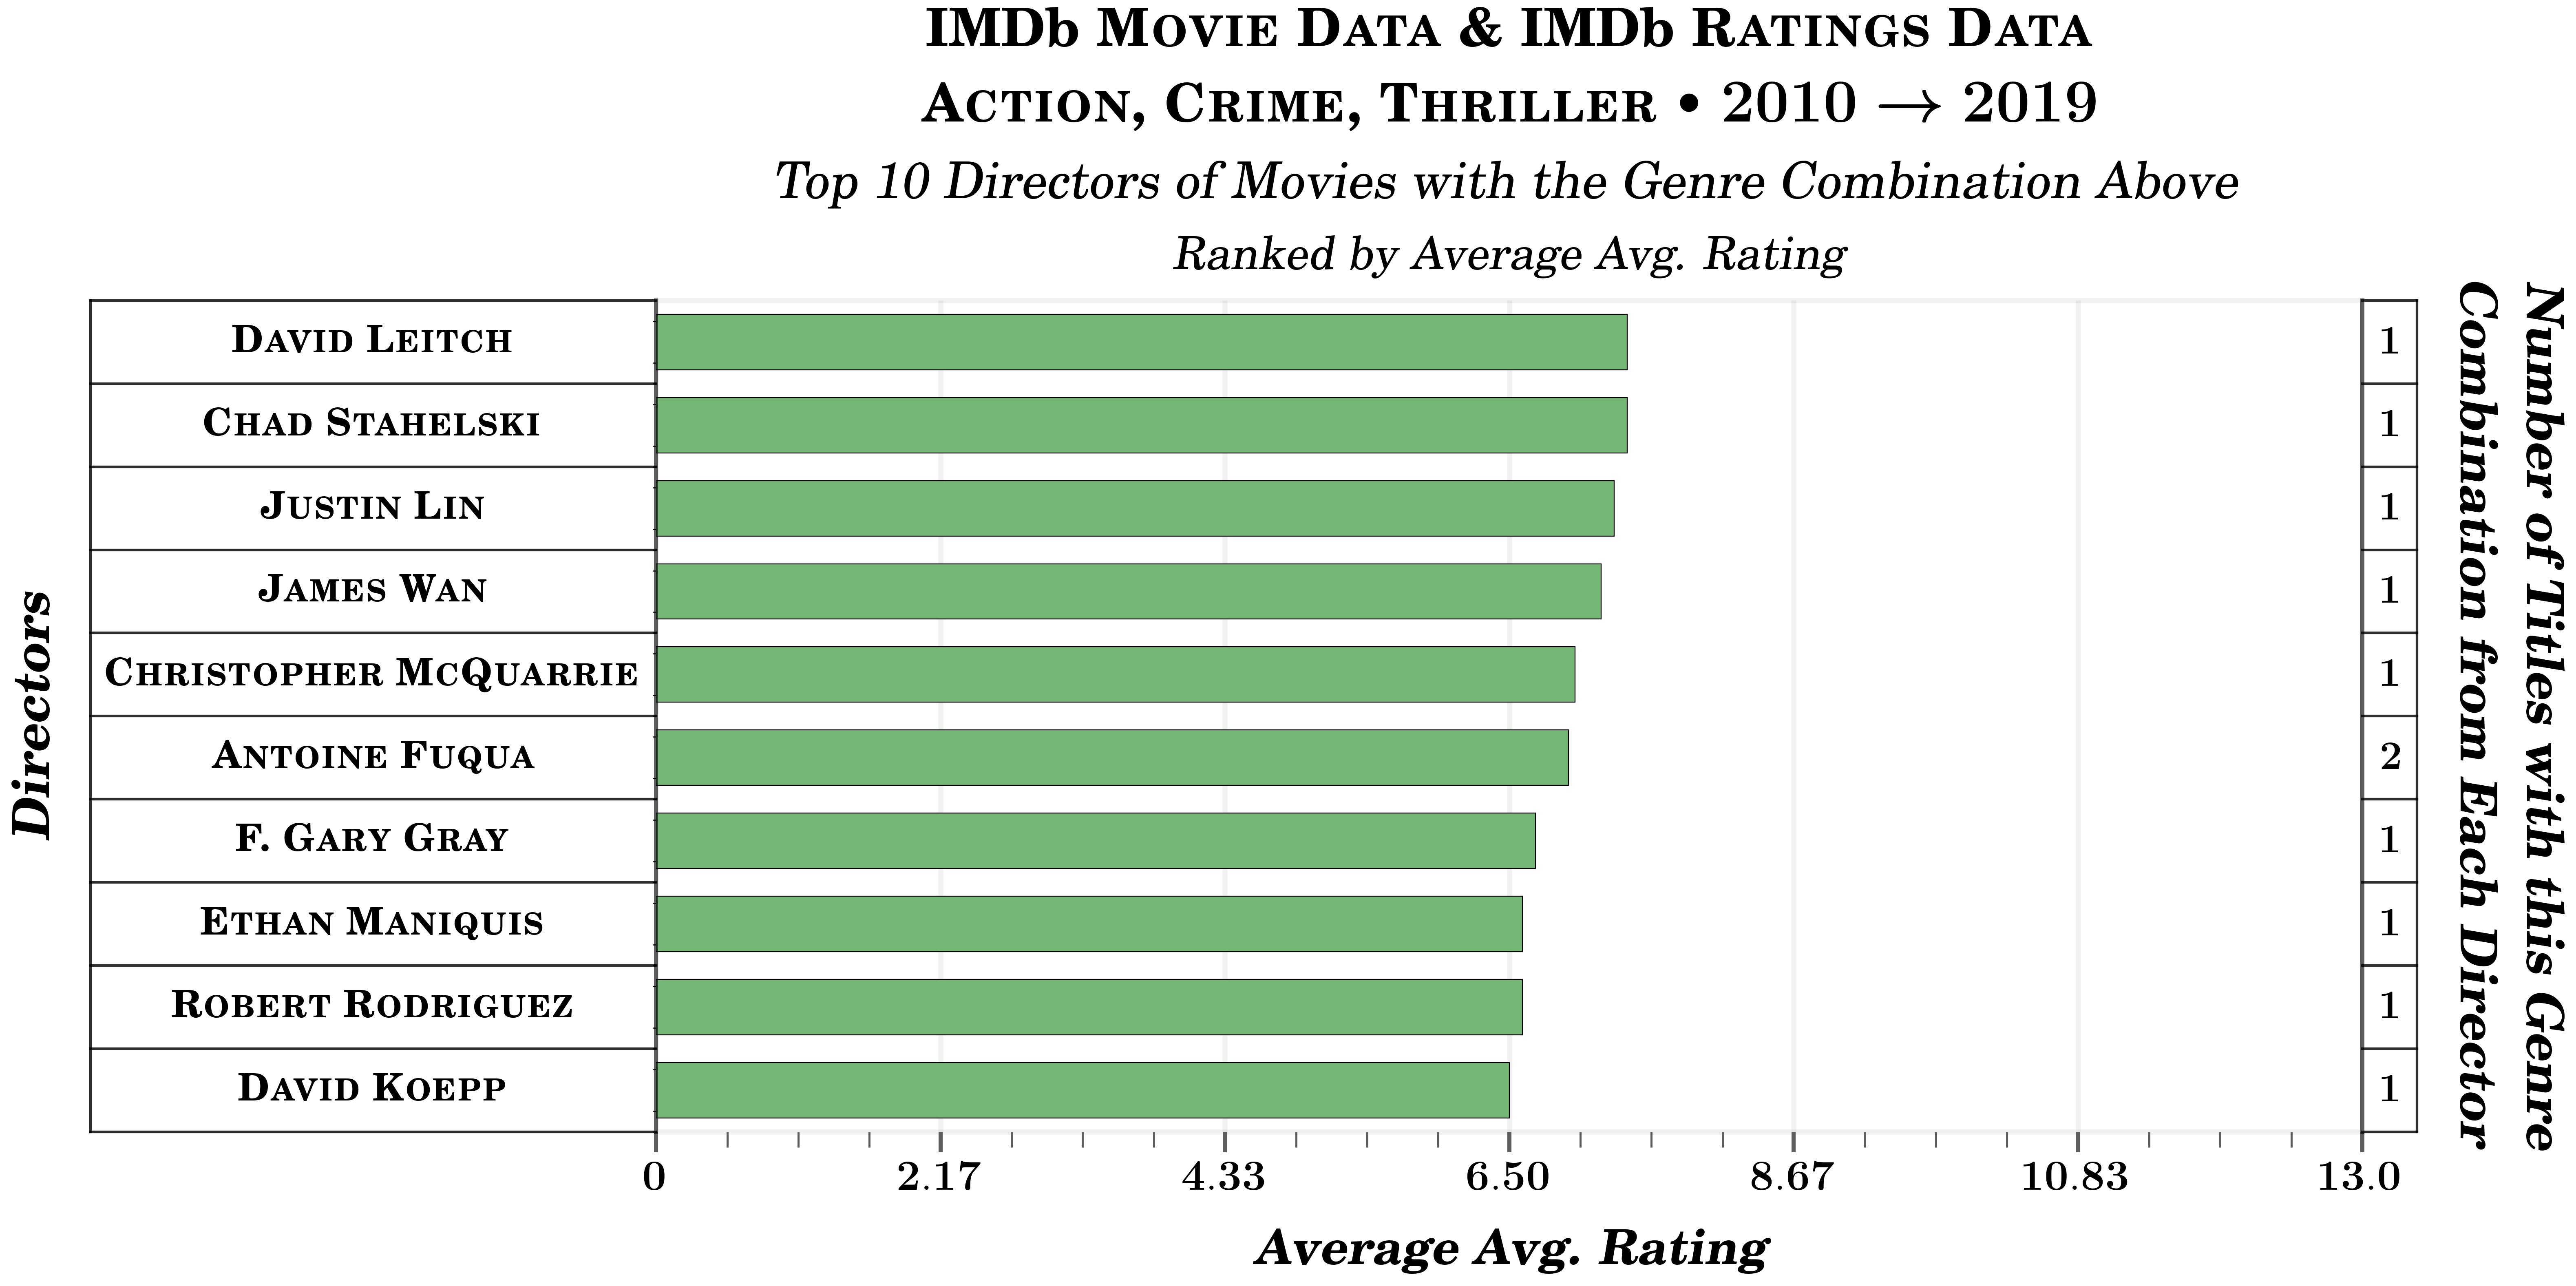 IMDb Movie Data & IMDb Ratings Data
Action, Crime, Thriller • 2010 → 2019
Top 10 Directors of Movies with the Genre Combination Above
Ranked by Average Avg. Rating
Directors
David Leitch
1
Chad Stahelski
1
Justin Lin
1
James Wan
1
Christopher McQuarrie
1
Antoine Fuqua
2
F. Gary Gray
1
Ethan Maniquis
1
Robert Rodriguez
1
David Koepp
1
Number of Titles with this Genre
Combination from Each Director
0 2.17 4.33 6.50 8.67 10.83 13.0
Average Avg. Rating